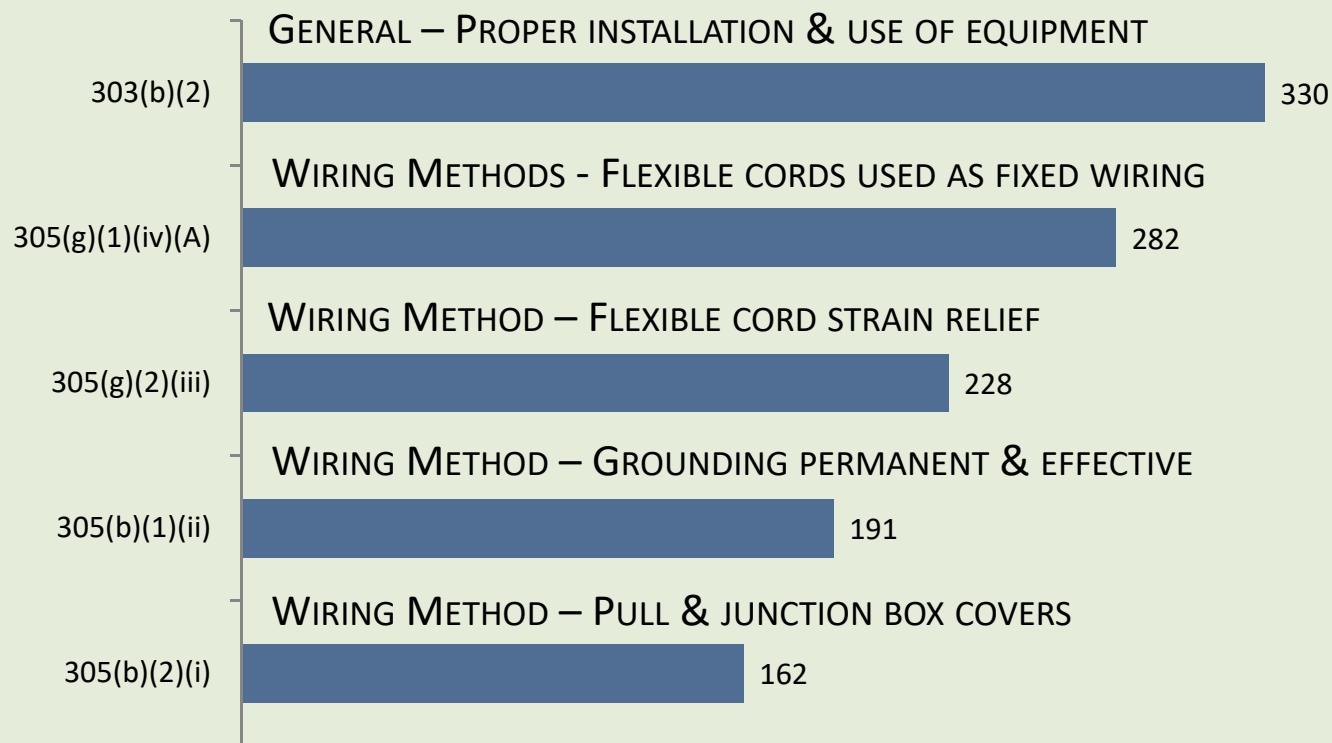 General – Proper installation & use of equipment
303(b)(2)
330
Wiring Methods - Flexible cords used as fixed wiring
305(g)(1)(iv)(A)
282
Wiring Method – Flexible cord strain relief
305(g)(2)(iii)
228
Wiring Method – Grounding permanent & effective
305(b)(1)(ii)
191
Wiring Method – Pull & junction box covers
305(b)(2)(i)
162